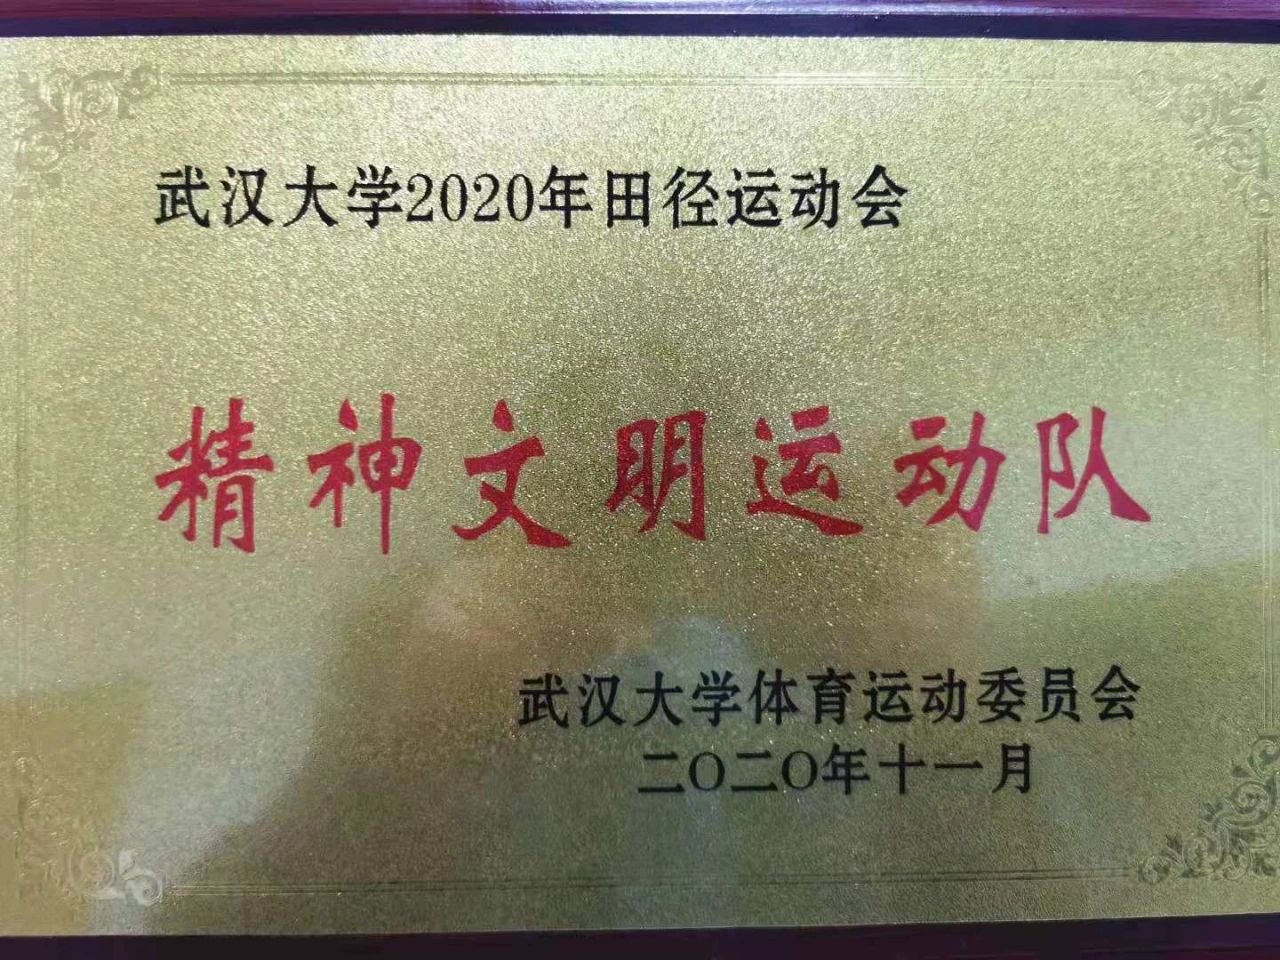 武汉大学2020年田径运动会
精神文明运动队
武汉大学体育运动委员会
二〇二〇年十一月